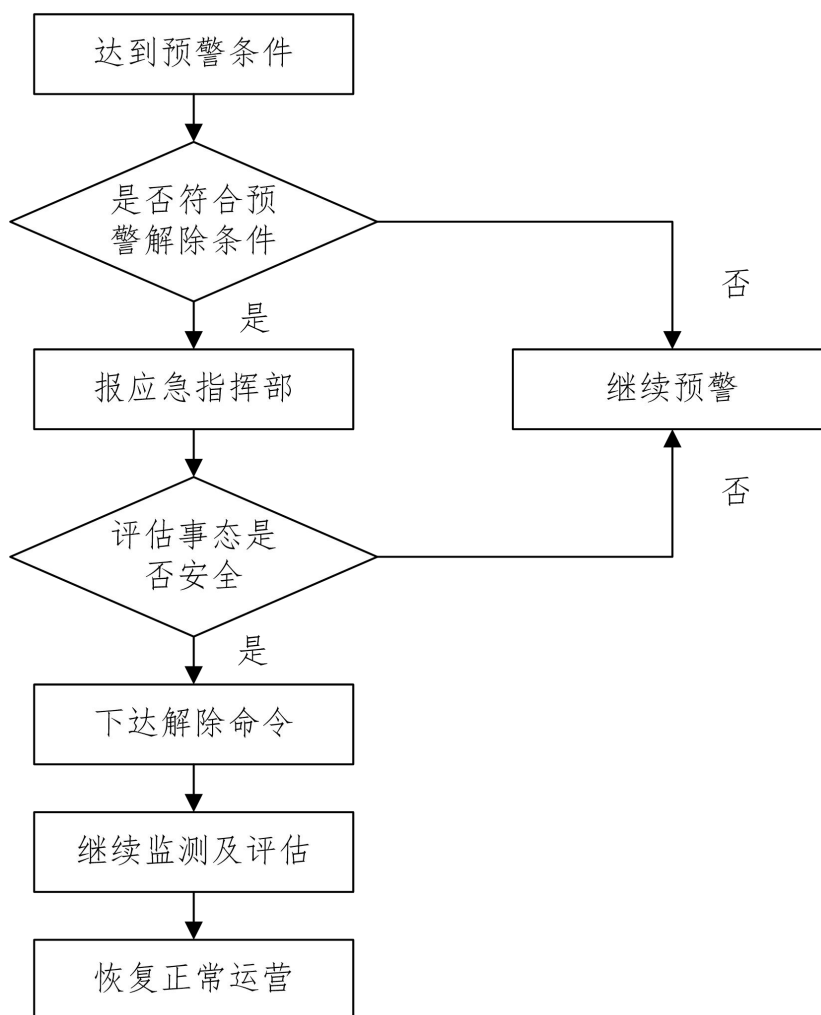 达到预警条件
是否符合预
警解除条件
否
是
报应急指挥部
继续预警
否
评估事态是
否安全
是
下达解除命令
继续监测及评估
恢复正常运营